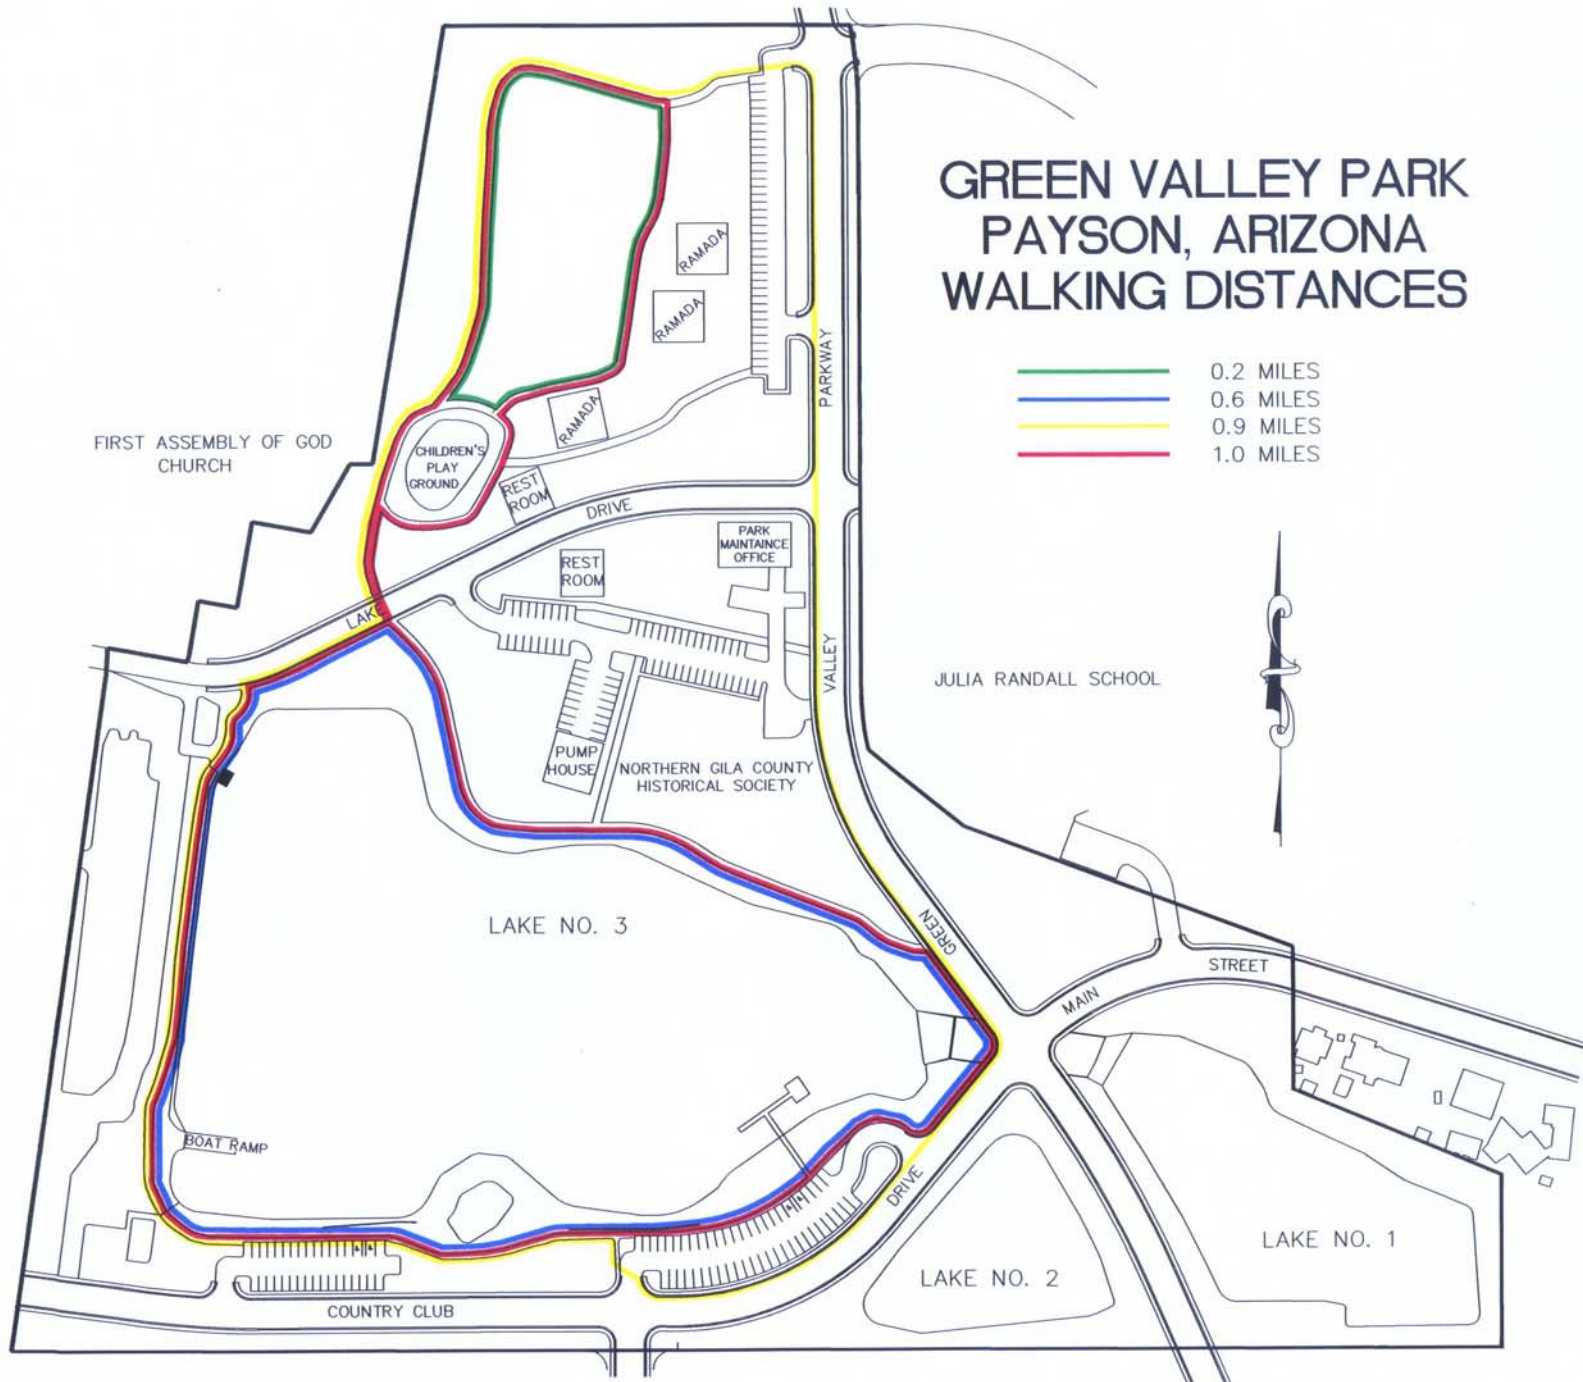 GREEN VALLEY PARK
PAYSON, ARIZONA
WALKING DISTANCES
0.2 MILES
0.6 MILES
0.9 MILES
1.0 MILES
RAMADA
RAMADA
PARKWAY
RAMADA
FIRST ASSEMBLY OF GOD
CHURCH
CHILDREN'S
PLAY
GROUND
REST
ROOM
DRIVE
PARK
MAINTAINCE
OFFICE
REST
ROOM
LAKE
VALLEY
JULIA RANDALL SCHOOL
PUMP
HOUSE
NORTHERN GILA COUNTY
HISTORICAL SOCIETY
LAKE NO. 3
GREEN
STREET
MAIN
BOAT RAMP
DRIVE
LAKE NO. 1
LAKE NO. 2
COUNTRY CLUB